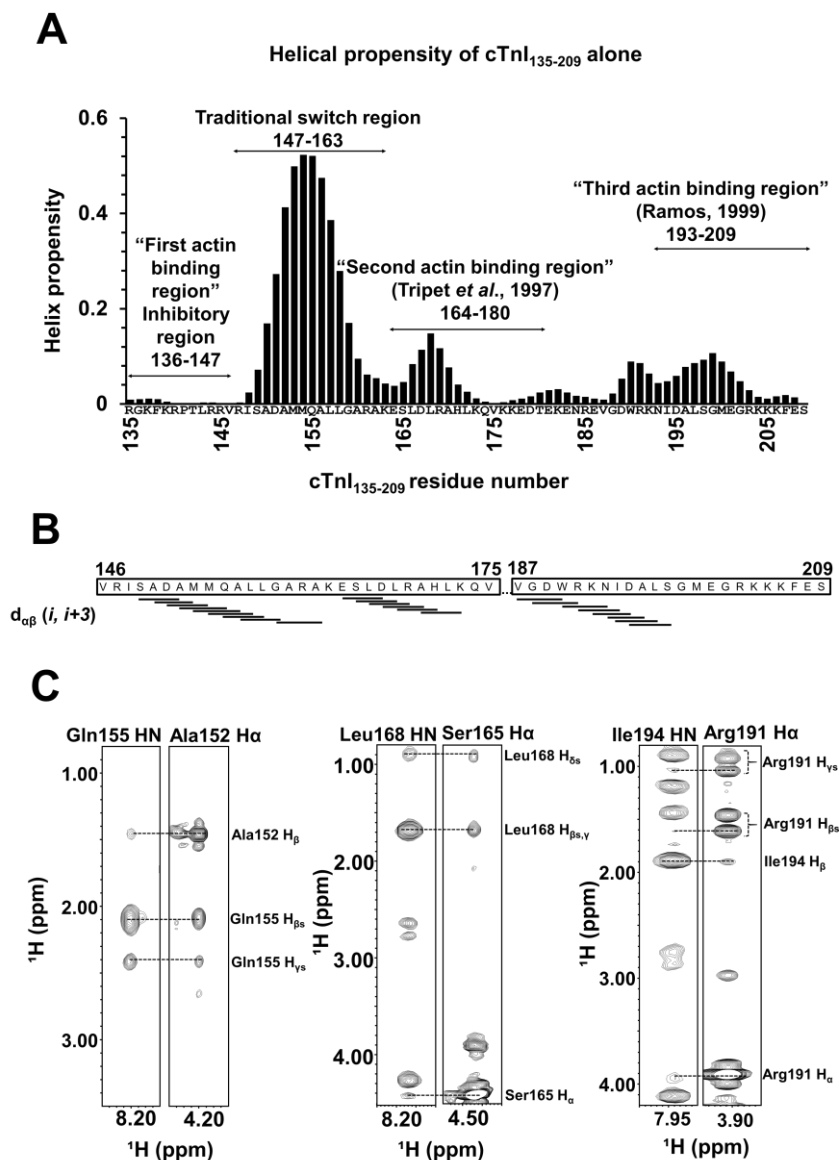 A
Helical propensity of cTnI₁₃₅₋₂₀₉ alone
Helix propensity
0.6
0.4
0.2
0
Traditional switch region
147-163
“First actin
binding
region”
Inhibitory
region
136-147
“Second actin binding region”
(Tripet et al., 1997)
164-180
“Third actin binding region”
(Ramos, 1999)
193-209
RGKFKRPTLRRVRISADAMMQALLGARAKESLDLRAHLKQVKKEDTEKENREVGDWRKNIDALSGMEGRKKKFES
135 145 155 165 175 185 195 205
cTnI₁₃₅₋₂₀₉ residue number
B
146 175 187 209
V R I S A D A M M Q A L L G A R A K E S L D L R A H L K Q V ... V G D W R K N I D A L S G M E G R K K K F E S
dαβ (i, i+3)
C
Gln155 HN Ala152 Hα
¹H (ppm)
1.00
2.00
3.00
Ala152 Hβ
Gln155 Hβs
Gln155 Hγs
8.20 4.20
¹H (ppm)
Leu168 HN Ser165 Hα
¹H (ppm)
1.00
2.00
3.00
4.00
Leu168 Hδs
Leu168 Hβs,γ
Ser165 Hα
8.20 4.50
¹H (ppm)
Ile194 HN Arg191 Hα
¹H (ppm)
1.00
2.00
3.00
4.00
Arg191 Hγs
Arg191 Hβs
Ile194 Hβ
Arg191 Hα
7.95 3.90
¹H (ppm)